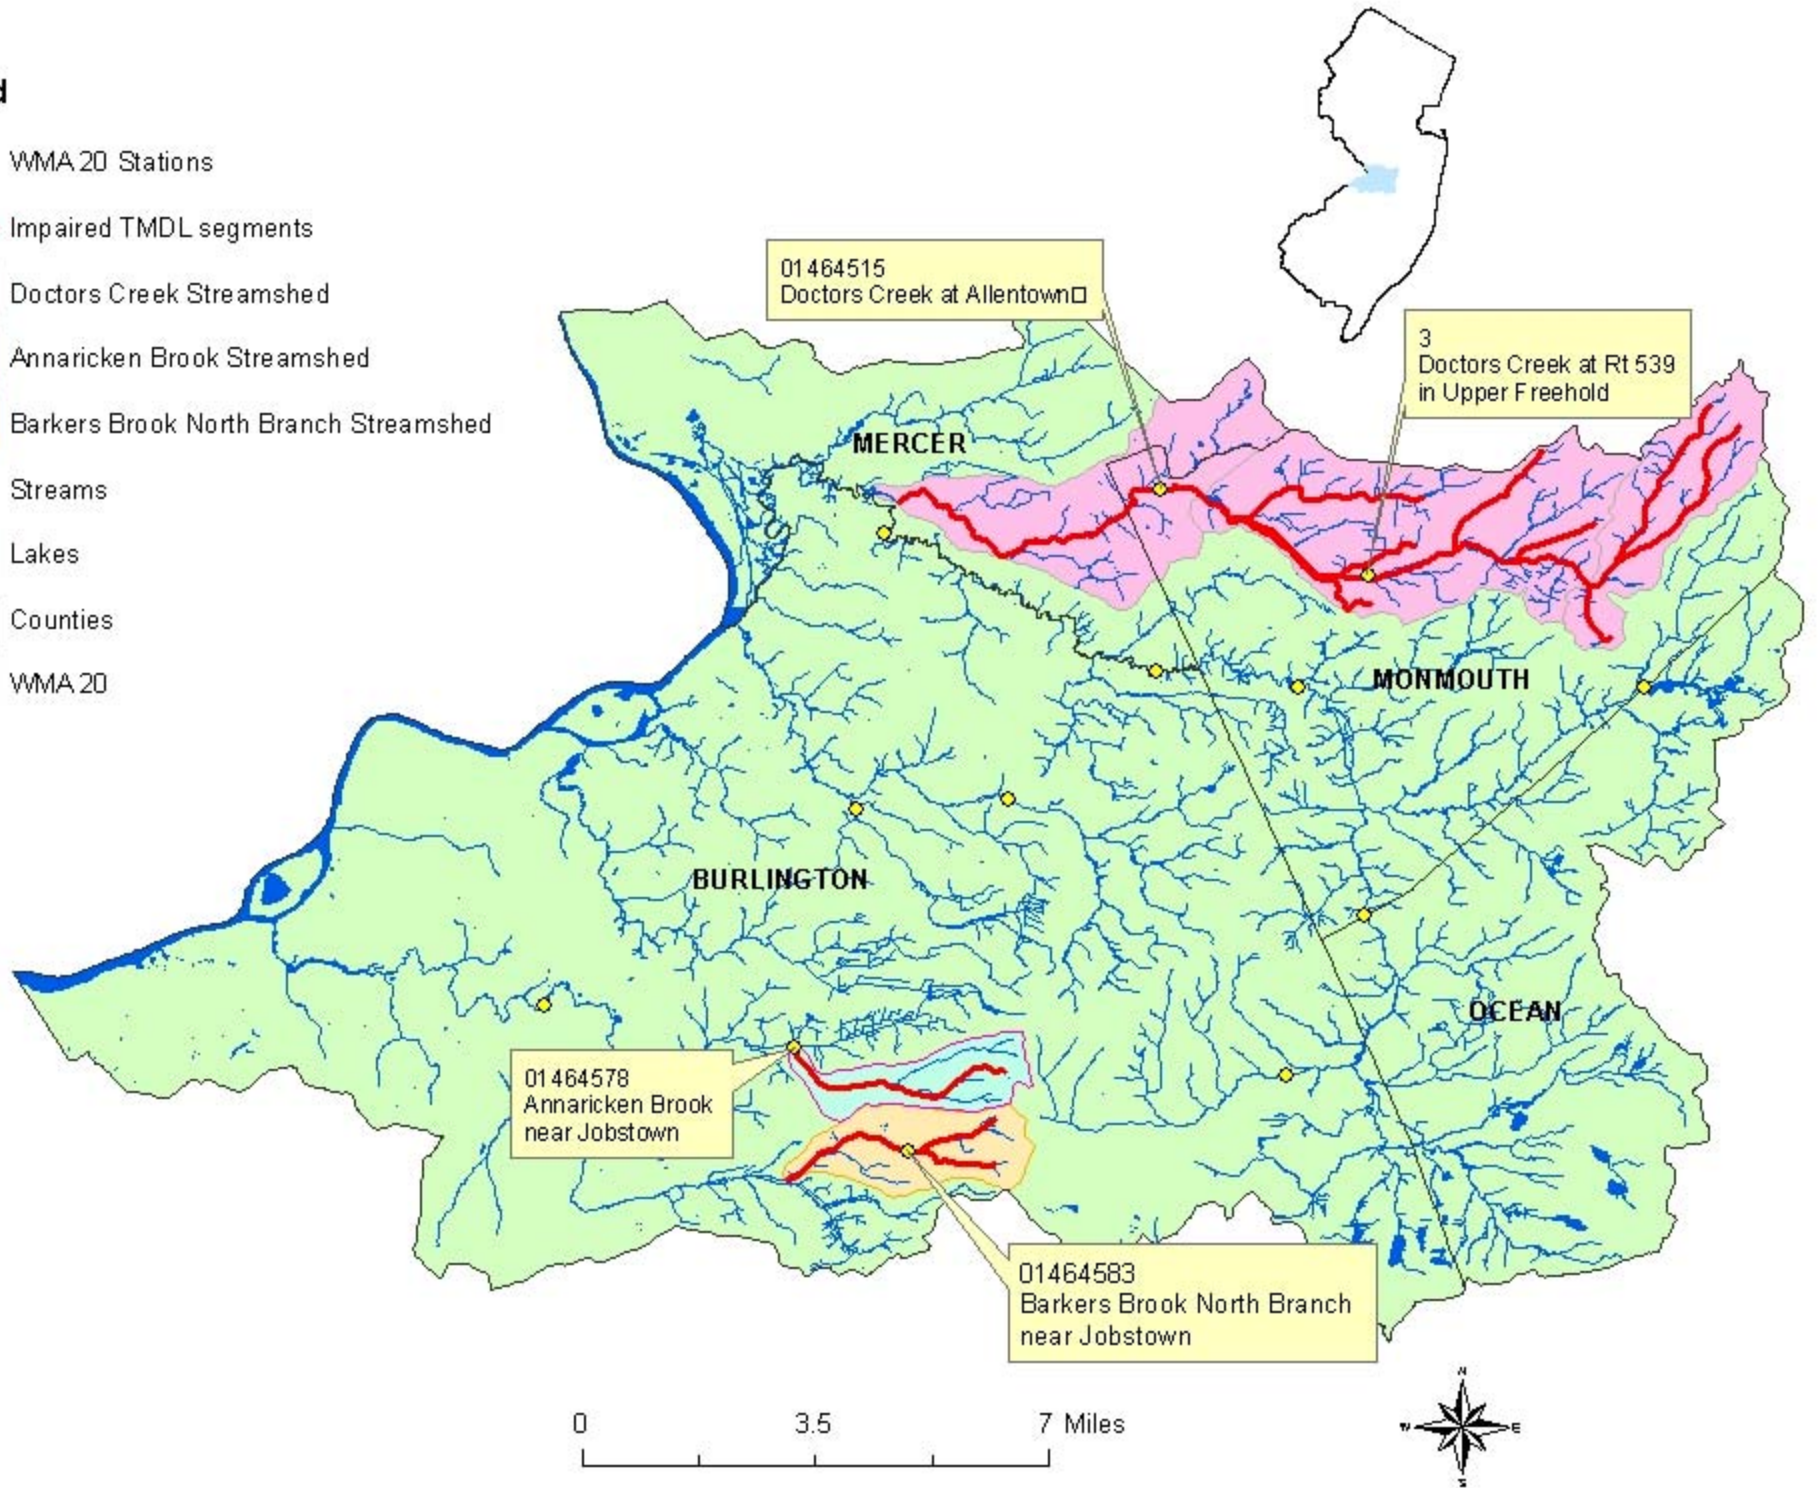 d
WMA 20 Stations
Impaired TMDL segments
Doctors Creek Streamshed
Annaricken Brook Streamshed
Barkers Brook North Branch Streamshed
Streams
Lakes
Counties
WMA 20
01464515
Doctors Creek at Allentown□
3
Doctors Creek at Rt 539
in Upper Freehold
MERCER
MONMOUTH
BURLINGTON
OCEAN
01464578
Annaricken Brook
near Jobstown
01464583
Barkers Brook North Branch
near Jobstown
0 3.5 7 Miles
N
W E
S